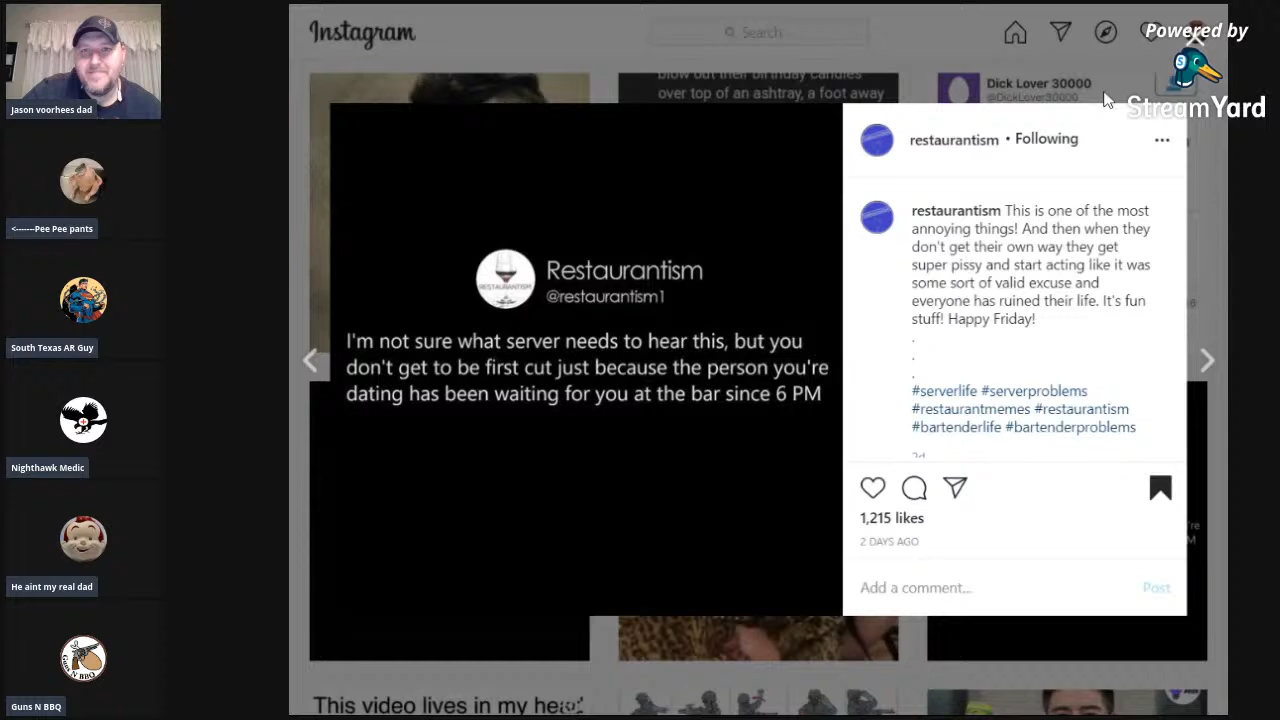 Jason voorhees dad
<------Pee Pee pants
South Texas AR Guy
Nighthawk Medic
He aint my real dad
Guns N BBQ
Guns N BBQ
Instagram
Search
Powered by
StreamYard
blow out their birthday candles
over top of an ashtray, a foot away
Dick Lover 30000
@DickLover30000
RESTAURANTISM
Restaurantism
@restaurantism1
I'm not sure what server needs to hear this, but you
don't get to be first cut just because the person you're
dating has been waiting for you at the bar since 6 PM
restaurantism • Following
restaurantism This is one of the most
annoying things! And then when they
don't get their own way they get
super pissy and start acting like it was
some sort of valid excuse and
everyone has ruined their life. It's fun
stuff! Happy Friday!
.
.
.
#serverlife #serverproblems
#restaurantmemes #restaurantism
#bartenderlife #bartenderproblems
2d
1,215 likes
2 DAYS AGO
Add a comment...
Post
're
M
This video lives in my head